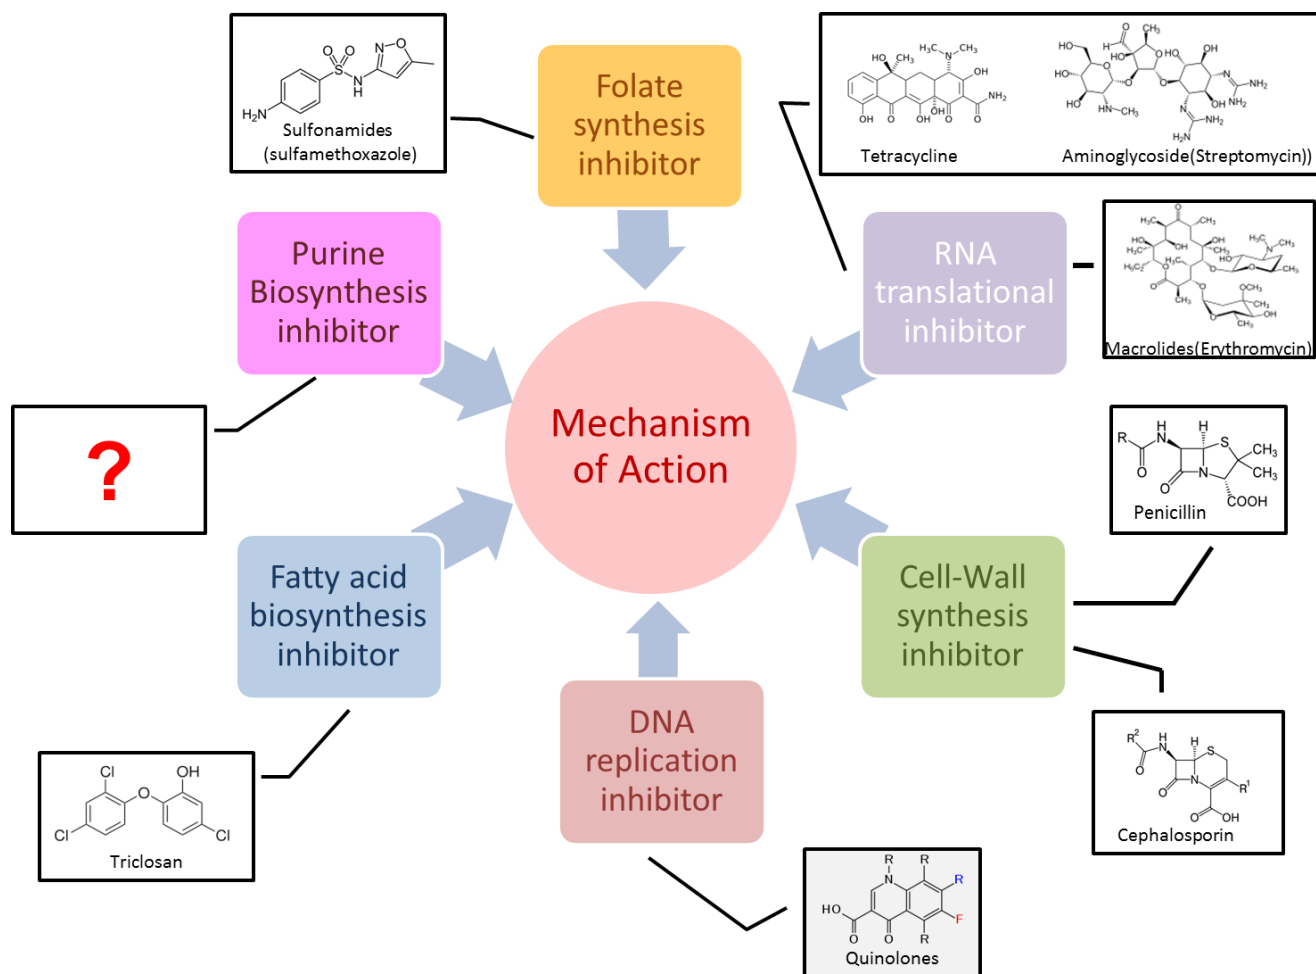 Sulfonamides
(sulfamethoxazole)
Folate
synthesis
inhibitor
Tetracycline
Aminoglycoside(Streptomycin))
Purine
Biosynthesis
inhibitor
RNA
translational
inhibitor
Macrolides(Erythromycin)
?
Mechanism
of Action
Penicillin
Fatty acid
biosynthesis
inhibitor
Cell-Wall
synthesis
inhibitor
DNA
replication
inhibitor
Triclosan
Cephalosporin
Quinolones